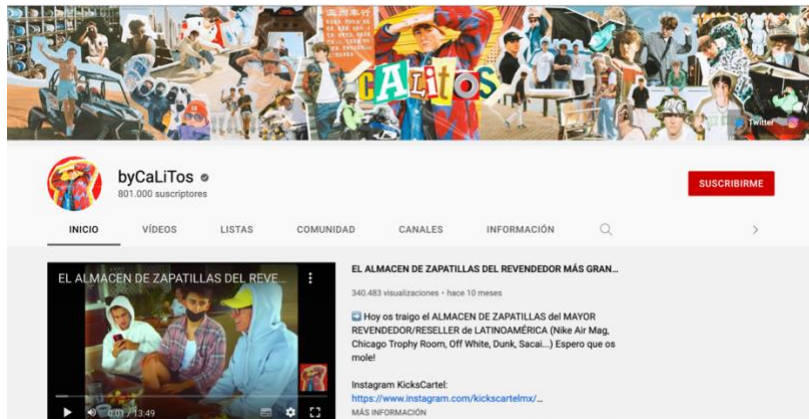 CALitOS
Twitter
byCaLiTos
801.000 suscriptores
SUSCRIBIRME
INICIO
VÍDEOS
LISTAS
COMUNIDAD
CANALES
INFORMACIÓN
EL ALMACEN DE ZAPATILLAS DEL REVE...
0:01 / 13:49
EL ALMACEN DE ZAPATILLAS DEL REVENDEDOR MÁS GRAN...
340.483 visualizaciones • hace 10 meses
Hoy os traigo el ALMACEN DE ZAPATILLAS del MAYOR
REVENDEDOR/RESELLER de LATINOAMÉRICA (Nike Air Mag,
Chicago Trophy Room, Off White, Dunk, Sacai...) Espero que os
mole!
Instagram KicksCartel:
https://www.instagram.com/kickscartelmx/...
MÁS INFORMACIÓN